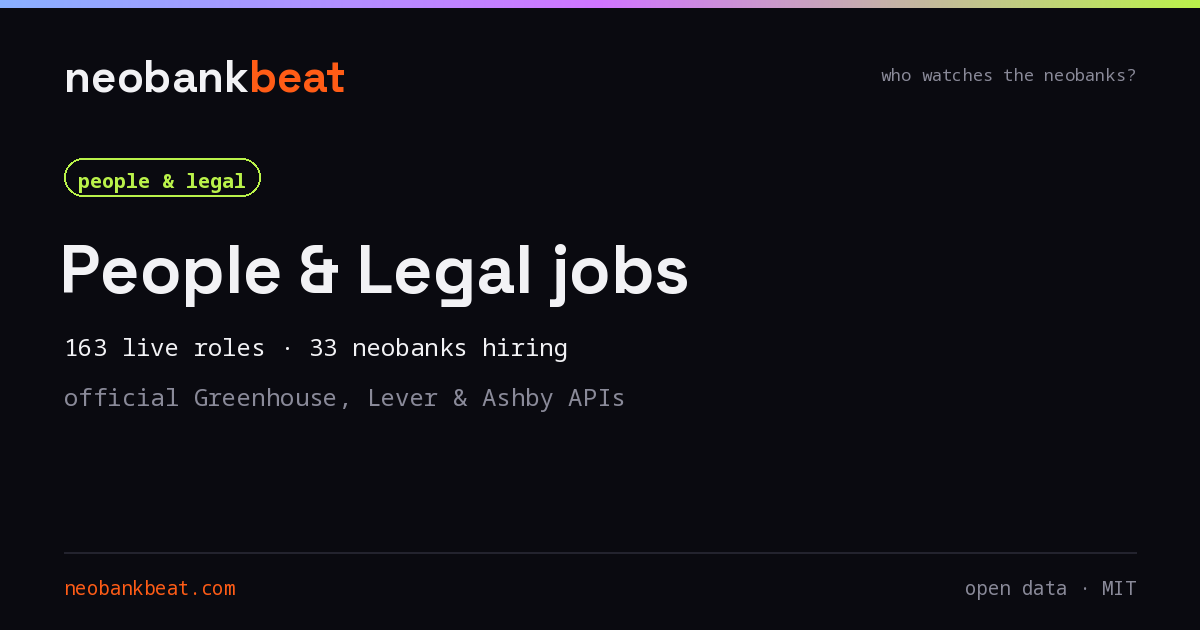 neobankbeat
who watches the neobanks?
people & legal
People & Legal jobs
163 live roles · 33 neobanks hiring
official Greenhouse, Lever & Ashby APIs
neobankbeat.com
open data · MIT